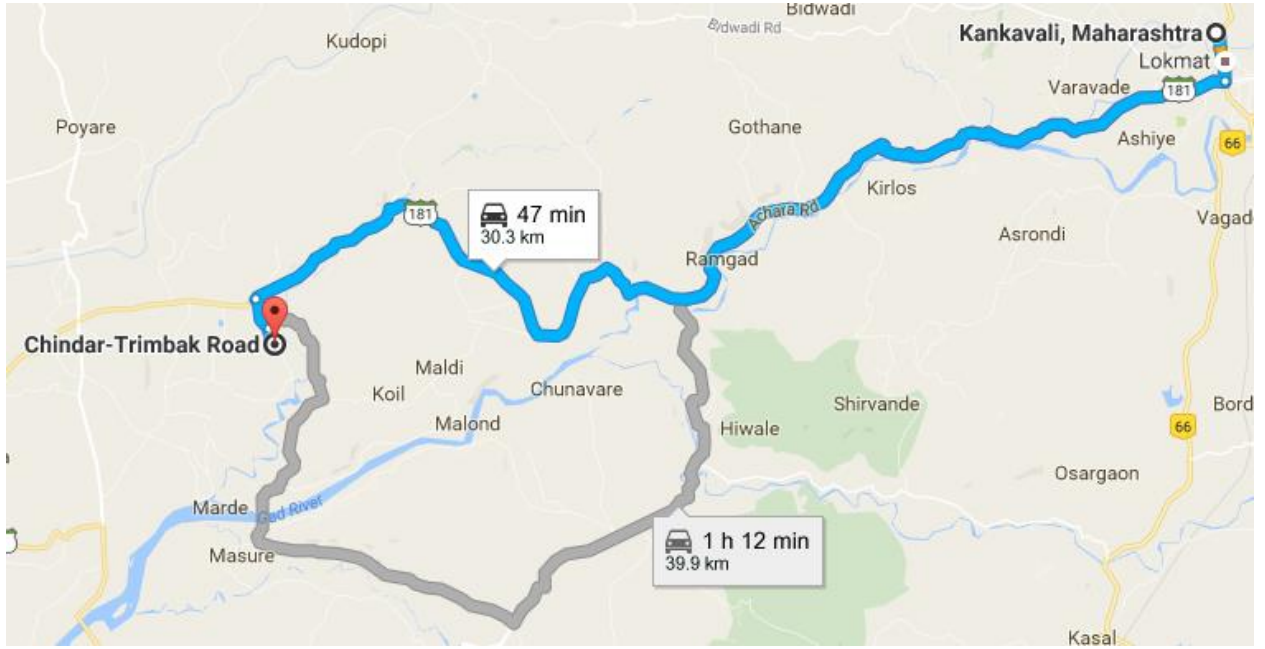 Bidwadi
Bidwadi Rd
Kankavali, Maharashtra
Kudopi
Lokmat
Varavade
181
Poyare
Gothane
Ashiye
66
Kirlos
181
47 min
30.3 km
Achara Rd
Vagad
Asrondi
Ramgad
Chindar-Trimbak Road
Maldi
Koil
Chunavare
Shirvande
Bord
Malond
Hiwale
66
Osargaon
Marde
Gad River
1 h 12 min
39.9 km
Masure
Kasal